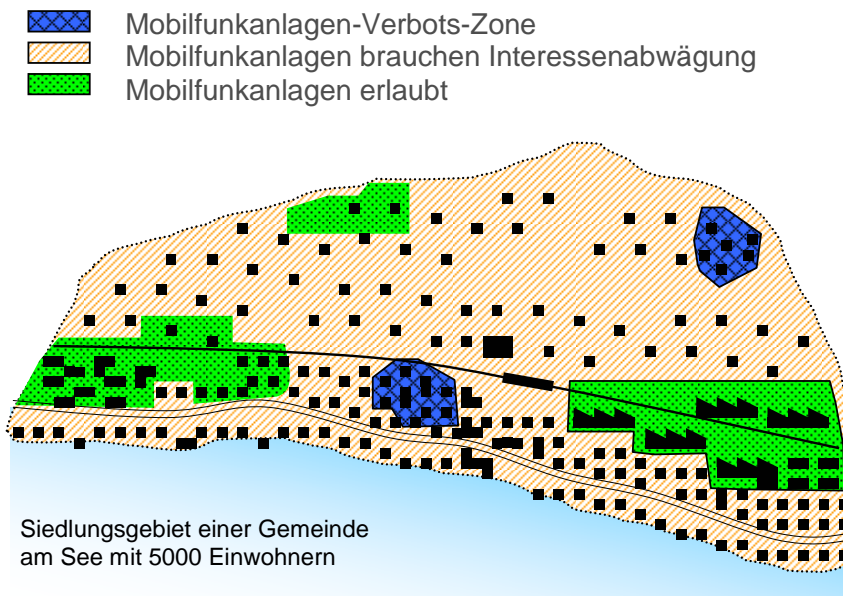 Mobilfunkanlagen-Verbots-Zone
Mobilfunkanlagen brauchen Interessenabwägung
Mobilfunkanlagen erlaubt
Siedlungsgebiet einer Gemeinde
am See mit 5000 Einwohnern